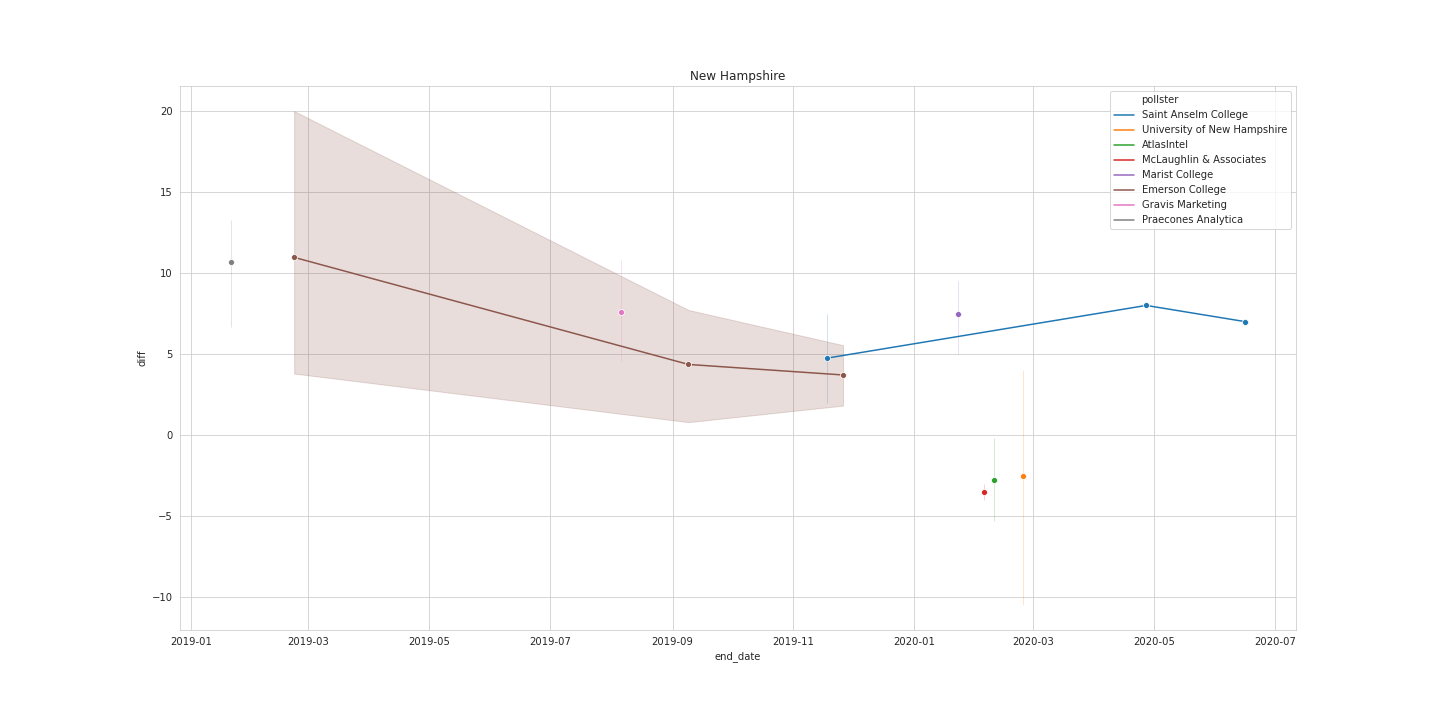 New Hampshire
pollster
Saint Anselm College
University of New Hampshire
AtlasIntel
McLaughlin & Associates
Marist College
Emerson College
Gravis Marketing
Praecones Analytica
diff
20
15
10
5
0
−5
−10
2019-01
2019-03
2019-05
2019-07
2019-09
2019-11
2020-01
2020-03
2020-05
2020-07
end_date